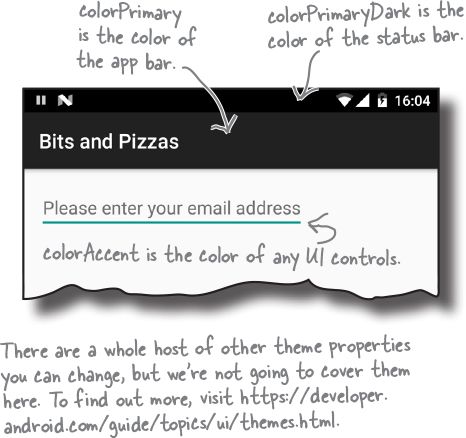 colorPrimary
is the color of
the app bar.
colorPrimaryDark is the
color of the status bar.
16:04
Bits and Pizzas
Please enter your email address
colorAccent is the color of any UI controls.
There are a whole host of other theme properties
you can change, but we're not going to cover them
here. To find out more, visit https://developer.
android.com/guide/topics/ui/themes.html.